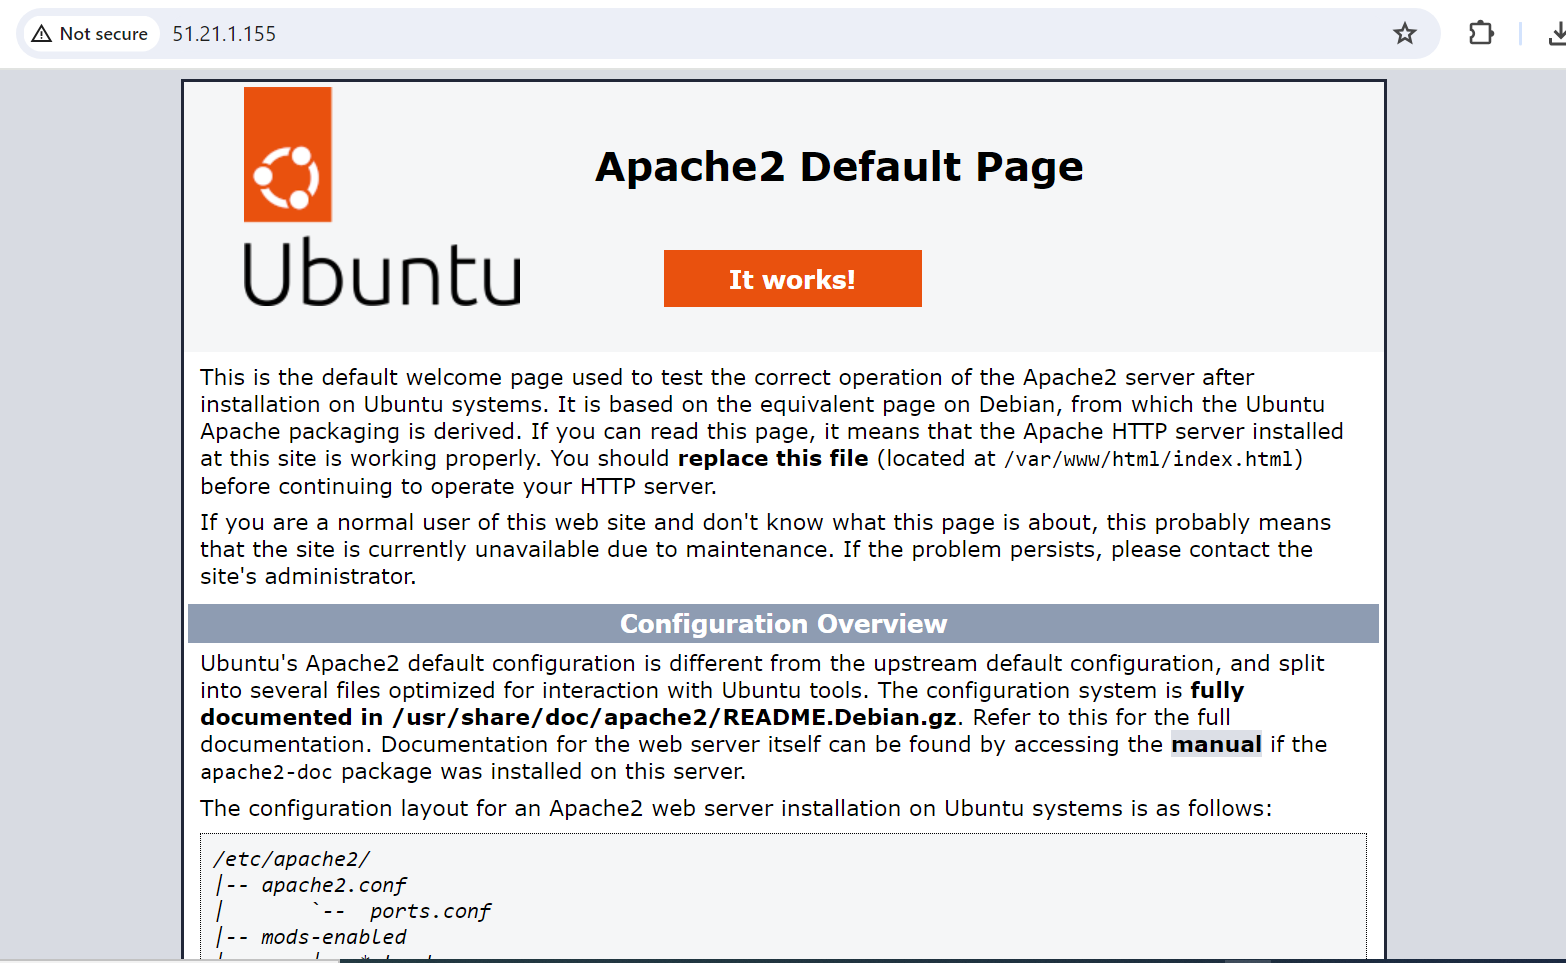 Not secure 51.21.1.155
Apache2 Default Page
Ubuntu
It works!
This is the default welcome page used to test the correct operation of the Apache2 server after
installation on Ubuntu systems. It is based on the equivalent page on Debian, from which the Ubuntu
Apache packaging is derived. If you can read this page, it means that the Apache HTTP server installed
at this site is working properly. You should replace this file (located at /var/www/html/index.html)
before continuing to operate your HTTP server.
If you are a normal user of this web site and don't know what this page is about, this probably means
that the site is currently unavailable due to maintenance. If the problem persists, please contact the
site's administrator.
Configuration Overview
Ubuntu's Apache2 default configuration is different from the upstream default configuration, and split
into several files optimized for interaction with Ubuntu tools. The configuration system is fully
documented in /usr/share/doc/apache2/README.Debian.gz. Refer to this for the full
documentation. Documentation for the web server itself can be found by accessing the manual if the
apache2-doc package was installed on this server.
The configuration layout for an Apache2 web server installation on Ubuntu systems is as follows:
/etc/apache2/
|-- apache2.conf
|       `--  ports.conf
|-- mods-enabled